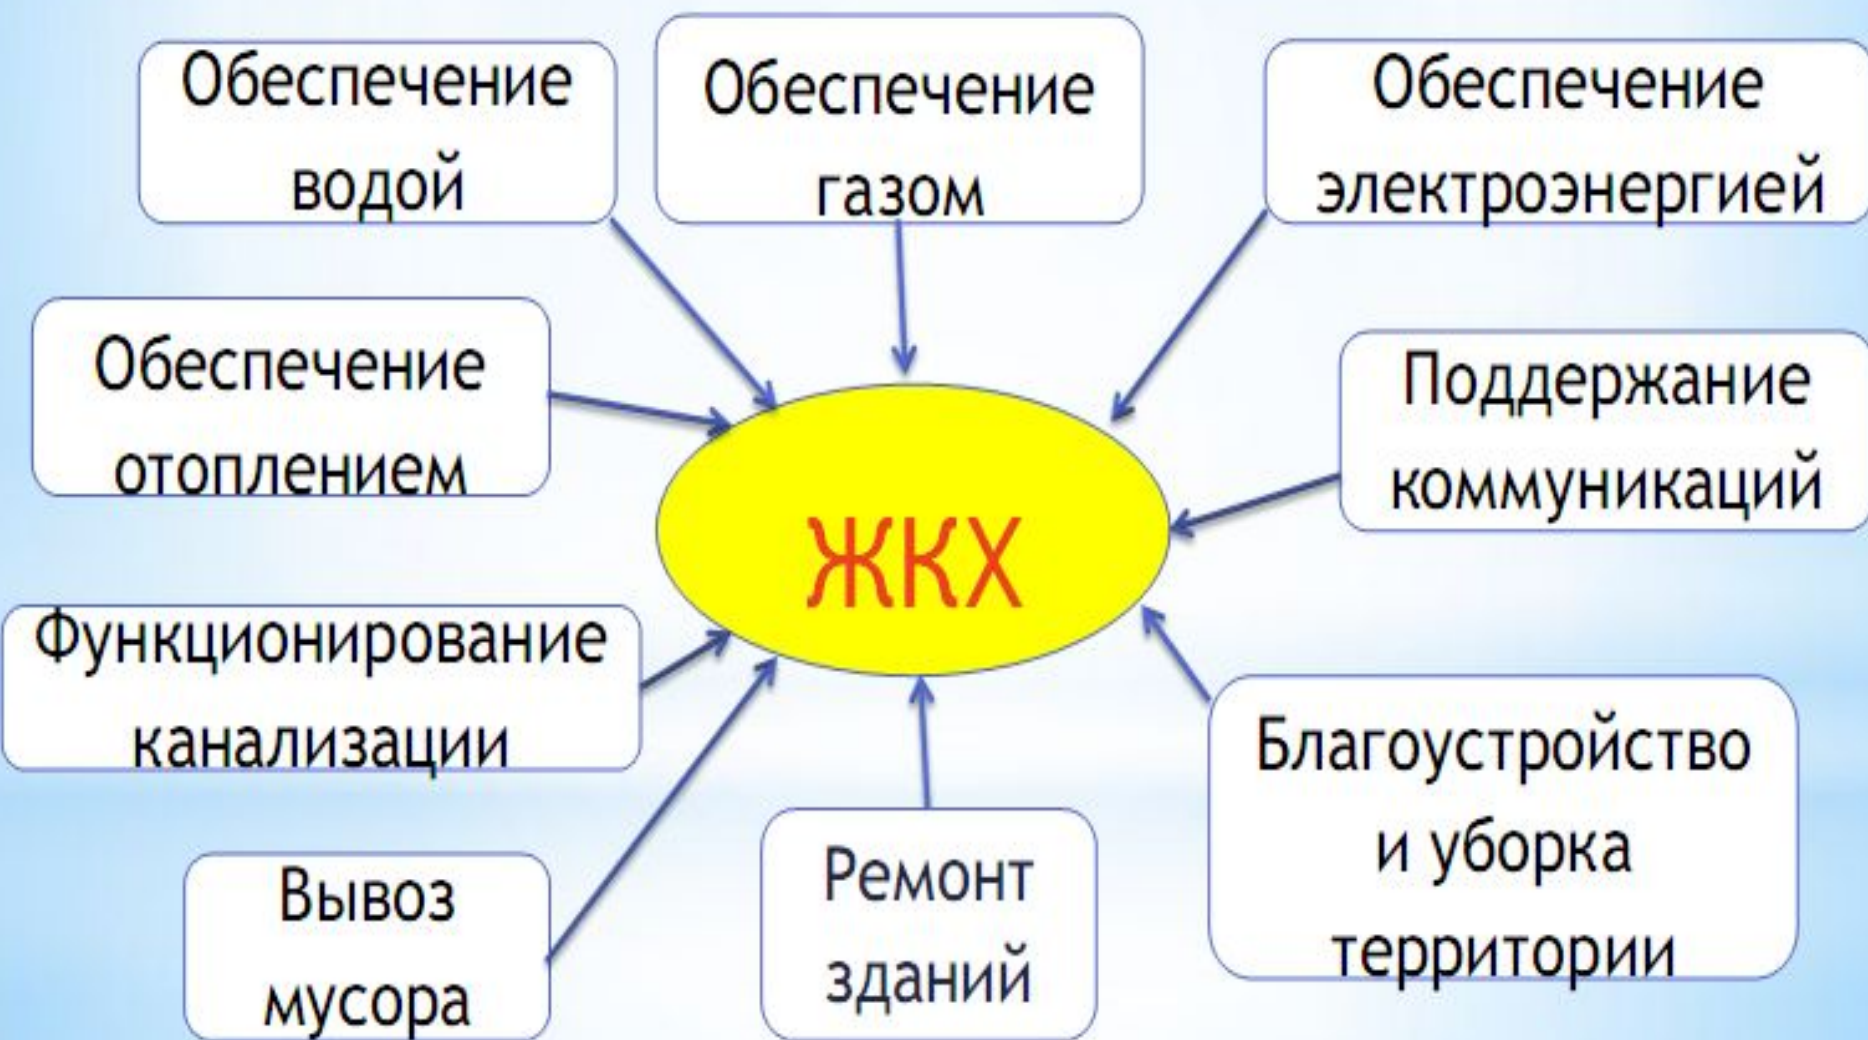 Обеспечение
водой
Обеспечение
газом
Обеспечение
электроэнергией
Обеспечение
отоплением
Поддержание
коммуникаций
ЖКХ
Функционирование
канализации
Благоустройство
и уборка
территории
Вывоз
мусора
Ремонт
зданий